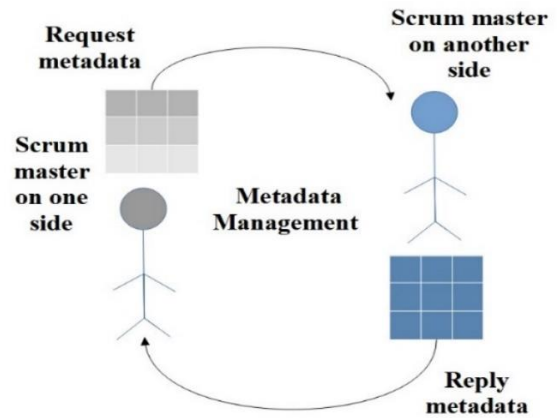 Request
metadata
Scrum master
on another
side
Scrum
master
on one
side
Metadata
Management
Reply
metadata